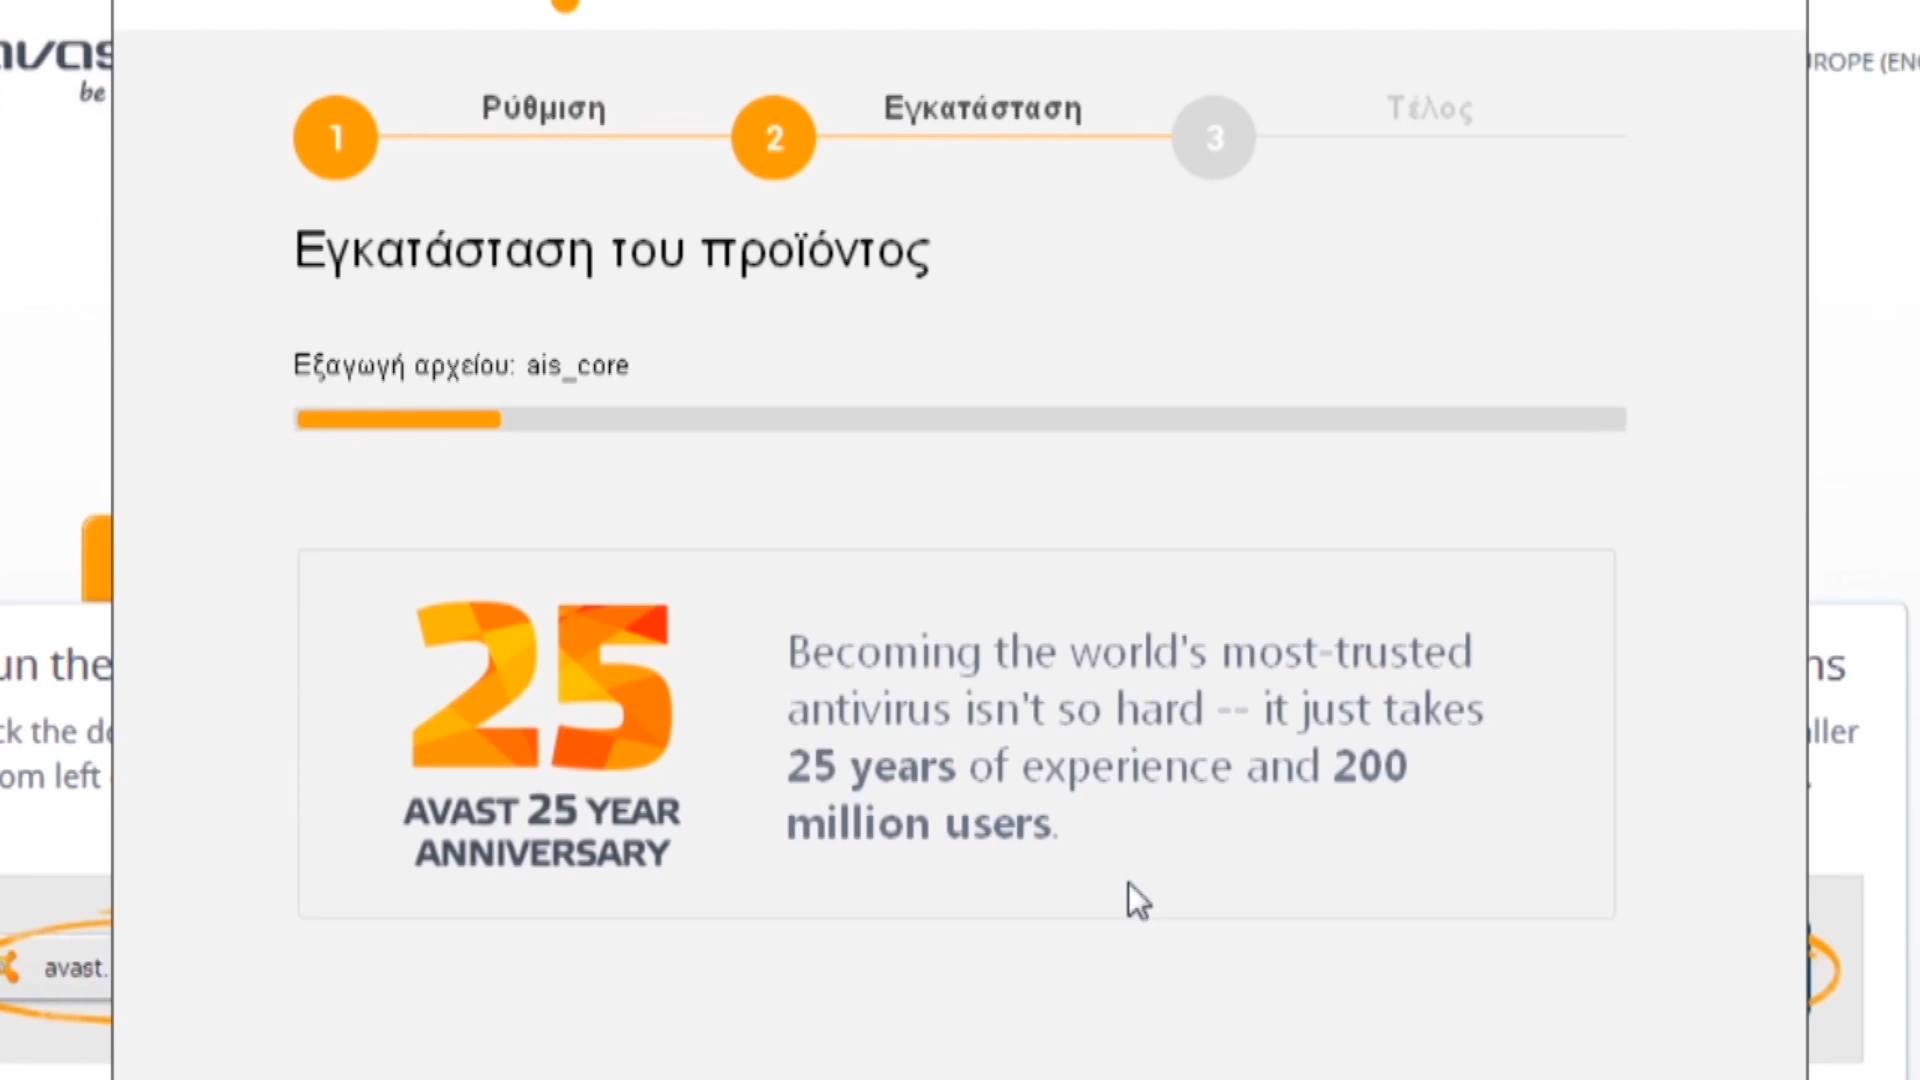 be
ROPE (EN
1
Ρύθμιση
2
Εγκατάσταση
3
Τέλος
Εγκατάσταση του προϊόντος
Εξαγωγή αρχείου: ais_core
25
AVAST 25 YEAR
ANNIVERSARY
Becoming the world's most-trusted
antivirus isn't so hard -- it just takes
25 years of experience and 200
million users.
un the
ck the
om left
ns
ller
avast.